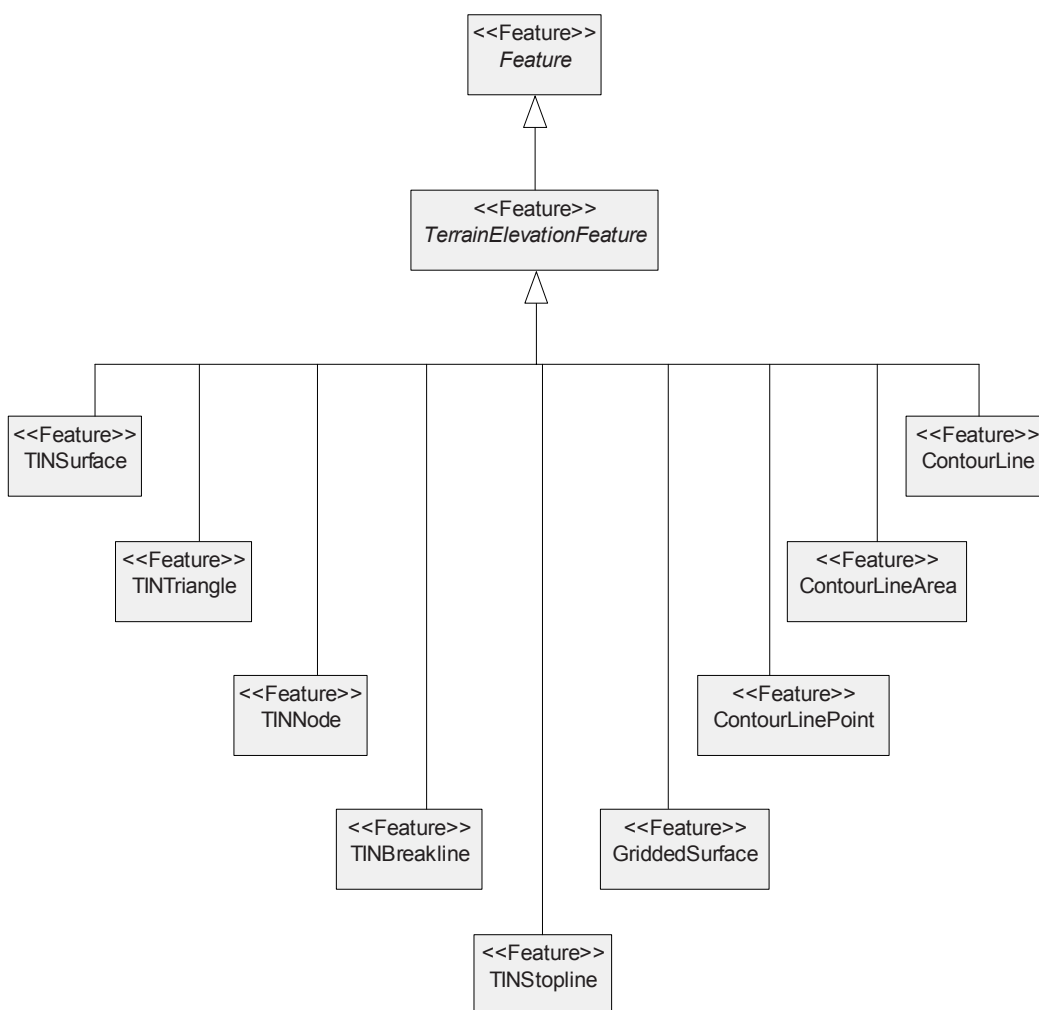 <<Feature>>
Feature
<<Feature>>
TerrainElevationFeature
<<Feature>>
TINSurface
<<Feature>>
ContourLine
<<Feature>>
TINTriangle
<<Feature>>
ContourLineArea
<<Feature>>
TINNode
<<Feature>>
ContourLinePoint
<<Feature>>
TINBreakline
<<Feature>>
GriddedSurface
<<Feature>>
TINStopline